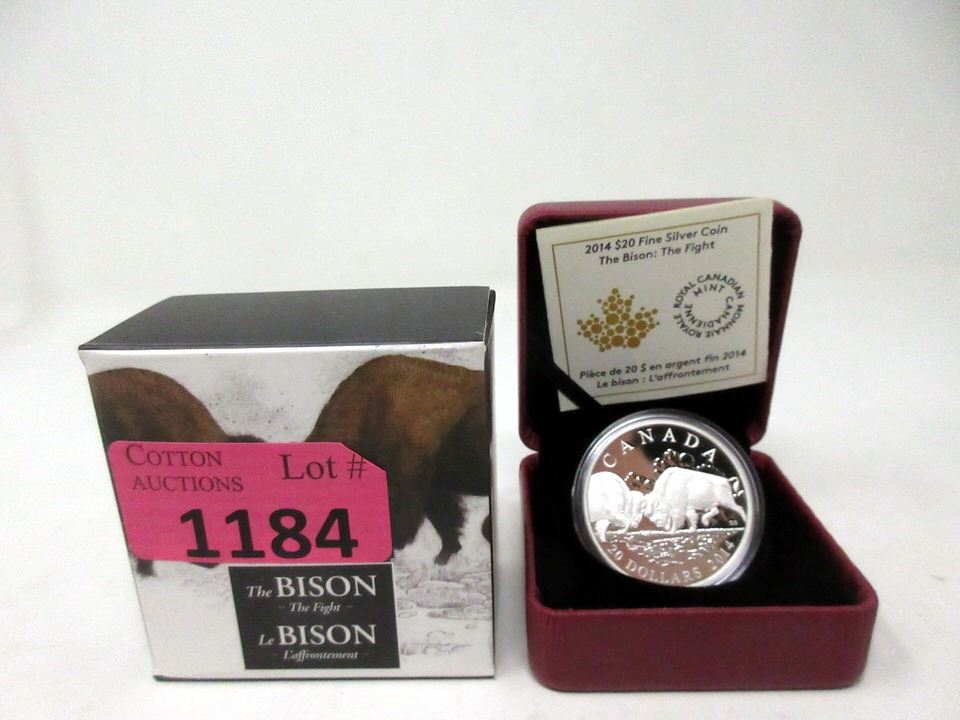 COTTON
AUCTIONS
Lot #
1184
The BISON
- The Fight -
Le BISON
- L'affrontement -
2014 $20 Fine Silver Coin
The Bison: The Fight
ROYAL CANADIAN MINT
MONNAIE ROYALE CANADIENNE
Pièce de 20 $ en argent fin 2014
Le bison : L'affrontement
CANADA
20 DOLLARS 2014